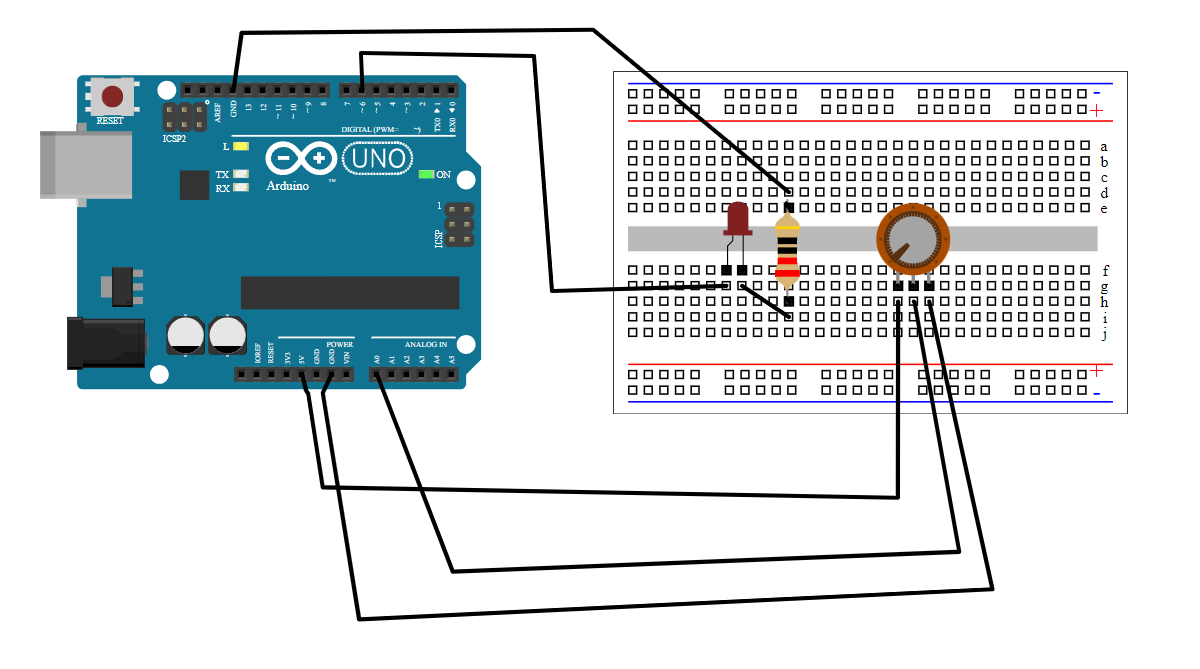 RESET
ICSP2
AREF
GND
13
12
~11
~10
~9
8
7
~6
~5
4
~3
2
TX0 ▶ 1
RX0 ◀ 0
DIGITAL (PWM=
L
TX
RX
UNO
Arduino
™
ON
1
ICSP
POWER
ANALOG IN
IOREF
RESET
3V3
5V
GND
GND
VIN
A0
A1
A2
A3
A4
A5
-
+
a
b
c
d
e
f
g
h
i
j
+
-